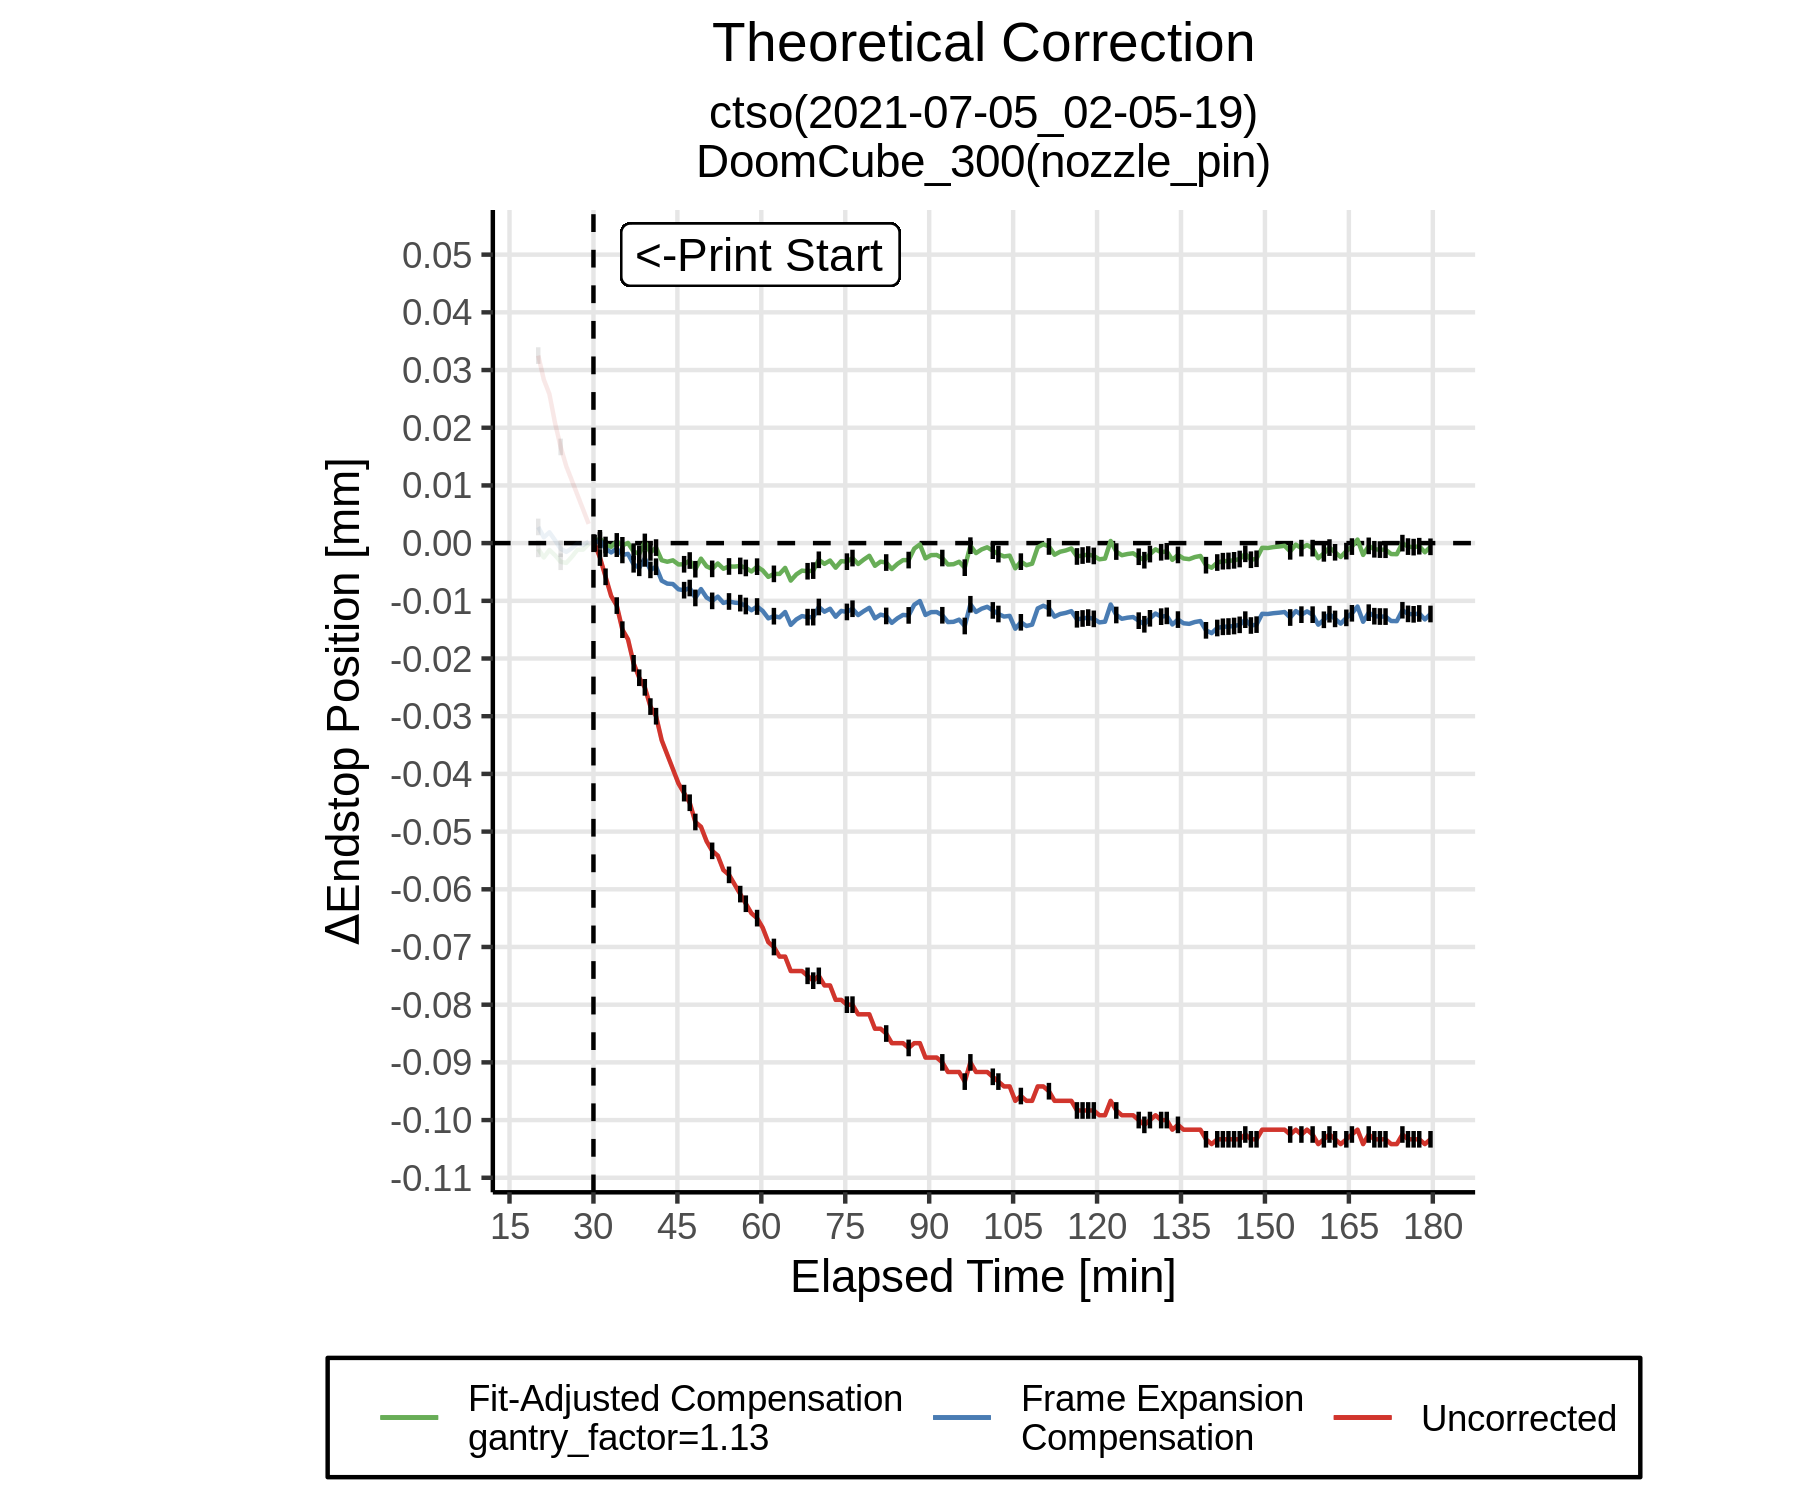 Theoretical Correction
ctso(2021-07-05_02-05-19)
DoomCube_300(nozzle_pin)
<-Print Start
0.05
0.04
0.03
0.02
0.01
0.00
-0.01
-0.02
-0.03
-0.04
-0.05
-0.06
-0.07
-0.08
-0.09
-0.10
-0.11
ΔEndstop Position [mm]
15 30 45 60 75 90 105 120 135 150 165 180
Elapsed Time [min]
Fit-Adjusted Compensation
gantry_factor=1.13
Frame Expansion
Compensation
Uncorrected